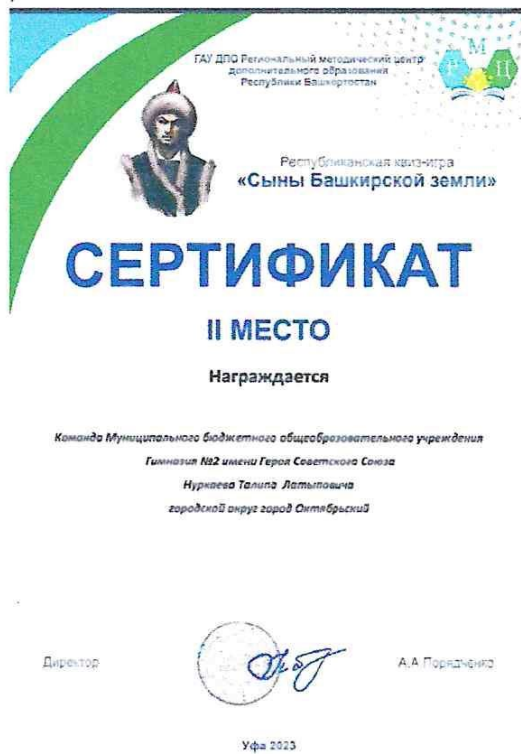 ГАУ ДПО Региональный методический центр
дополнительного образования
Республики Башкортостан
Р М Ц
Республиканская квиз-игра
«Сыны Башкирской земли»
СЕРТИФИКАТ
II МЕСТО
Награждается
Команда Муниципального бюджетного общеобразовательного учреждения
Гимназия №2 имени Героя Советского Союза
Нуркаева Талипа Латыповича
городской округ город Октябрьский
Директор
А.А.Порядченко
Уфа 2023